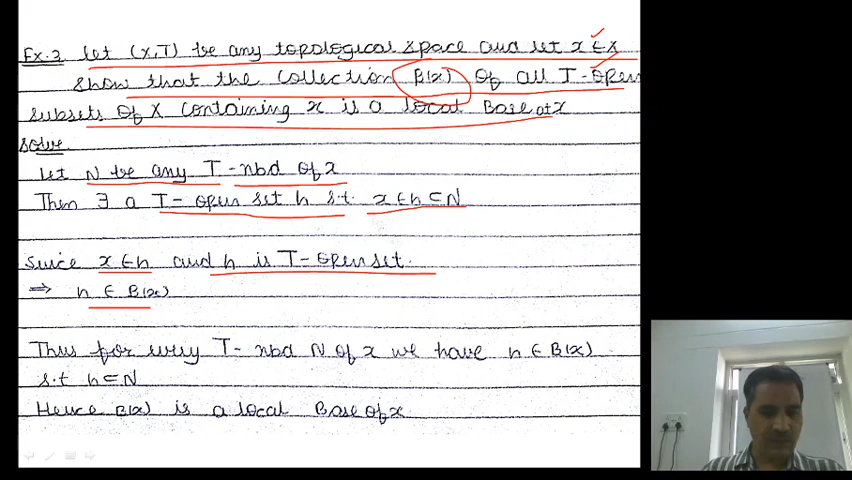 Ex.3 Let (X,T) be any topological space and let x ∈ X
Show that the collection B(x) of all T-open
subsets of X containing x is a local Base at x
Solve
Let N be any T-nbd of x
Then ∃ a T-open set h s.t. x ∈ h ⊂ N
Since x ∈ h and h is T-open set.
⇒ h ∈ B(x)
Thus for every T-nbd N of x we have h ∈ B(x)
s.t h ⊂ N
Hence B(x) is a local Base of x